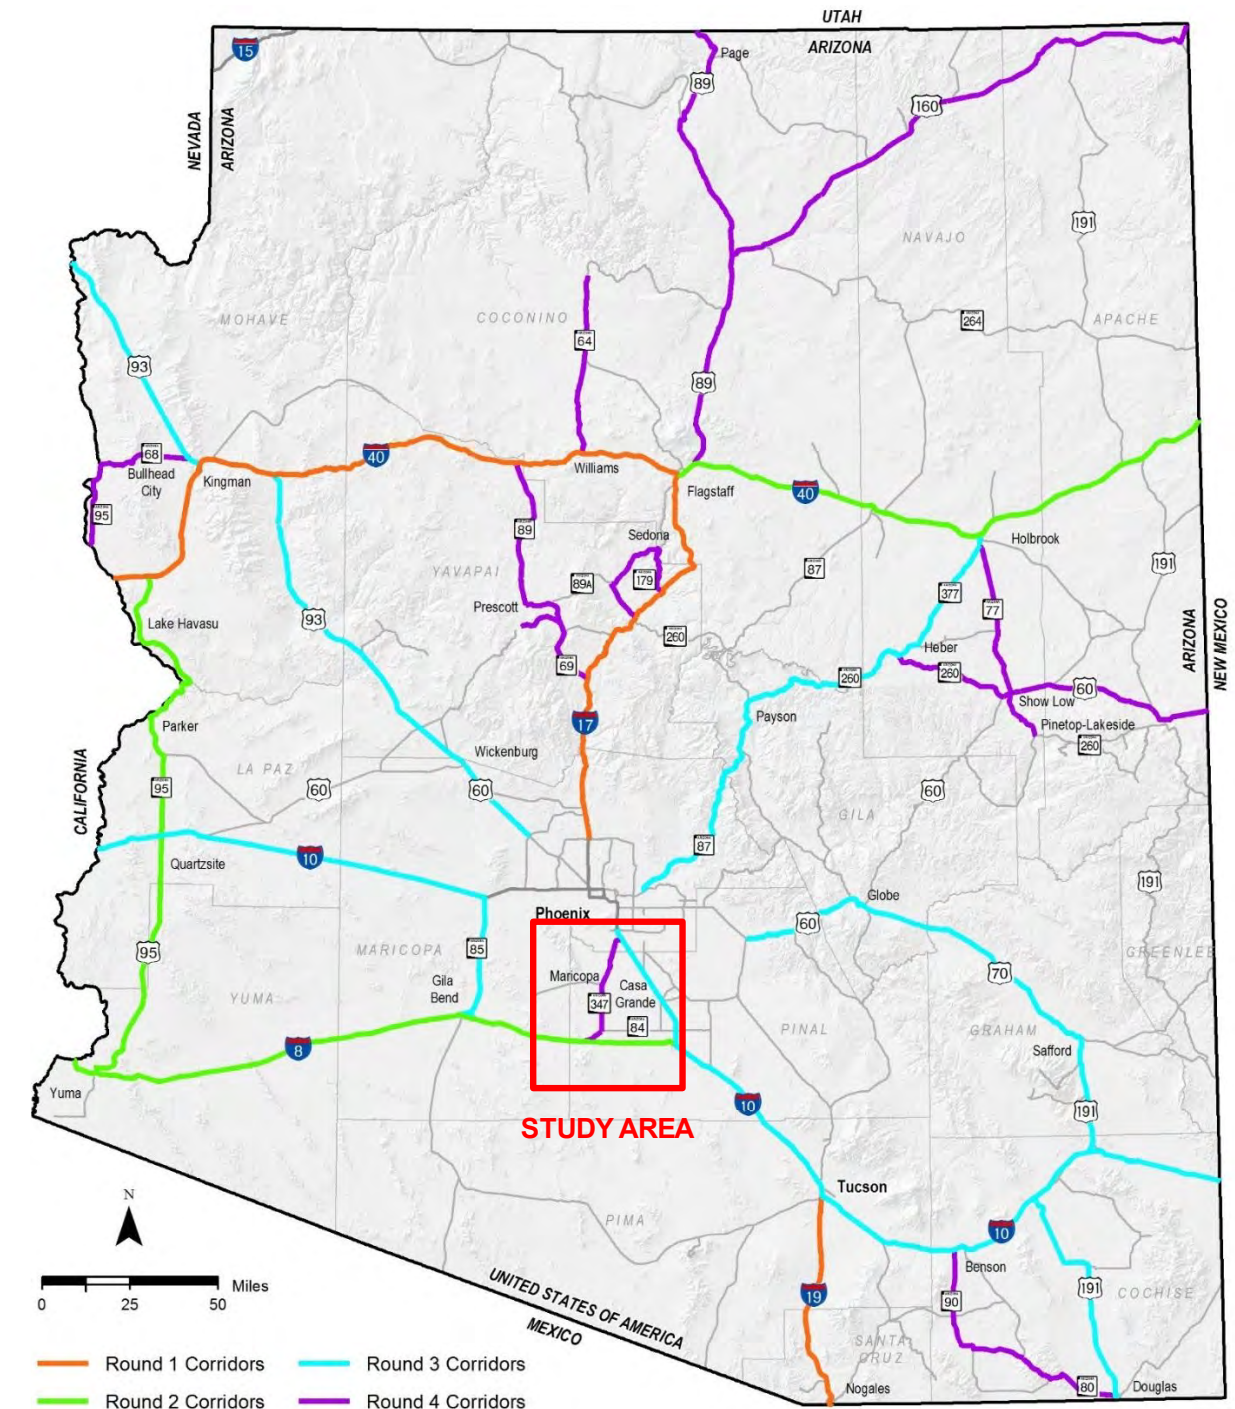 UTAH
ARIZONA
15
Page
89
160
NEVADA
ARIZONA
191
NAVAJO
MOHAVE
COCONINO
264
APACHE
64
93
89
68
Bullhead
City
Kingman
40
Williams
Flagstaff
40
95
89
Sedona
Holbrook
YAVAPAI
89A
179
87
191
377
77
Prescott
93
Lake Havasu
260
Heber
ARIZONA
NEW MEXICO
69
260
260
60
Show Low
Payson
17
Pinetop-Lakeside
260
Parker
Wickenburg
LA PAZ
60
60
60
CALIFORNIA
95
GILA
87
10
Quartzsite
191
Globe
Phoenix
60
95
MARICOPA
85
GREENLEE
Gila
Bend
Maricopa
Casa
Grande
70
YUMA
347
84
PINAL
GRAHAM
Safford
8
Yuma
10
191
STUDY AREA
Tucson
N
PIMA
10
Benson
UNITED STATES OF AMERICA
MEXICO
19
90
191
COCHISE
Miles
0 25 50
SANTA
CRUZ
80
Douglas
Nogales
Round 1 Corridors
Round 3 Corridors
Round 2 Corridors
Round 4 Corridors